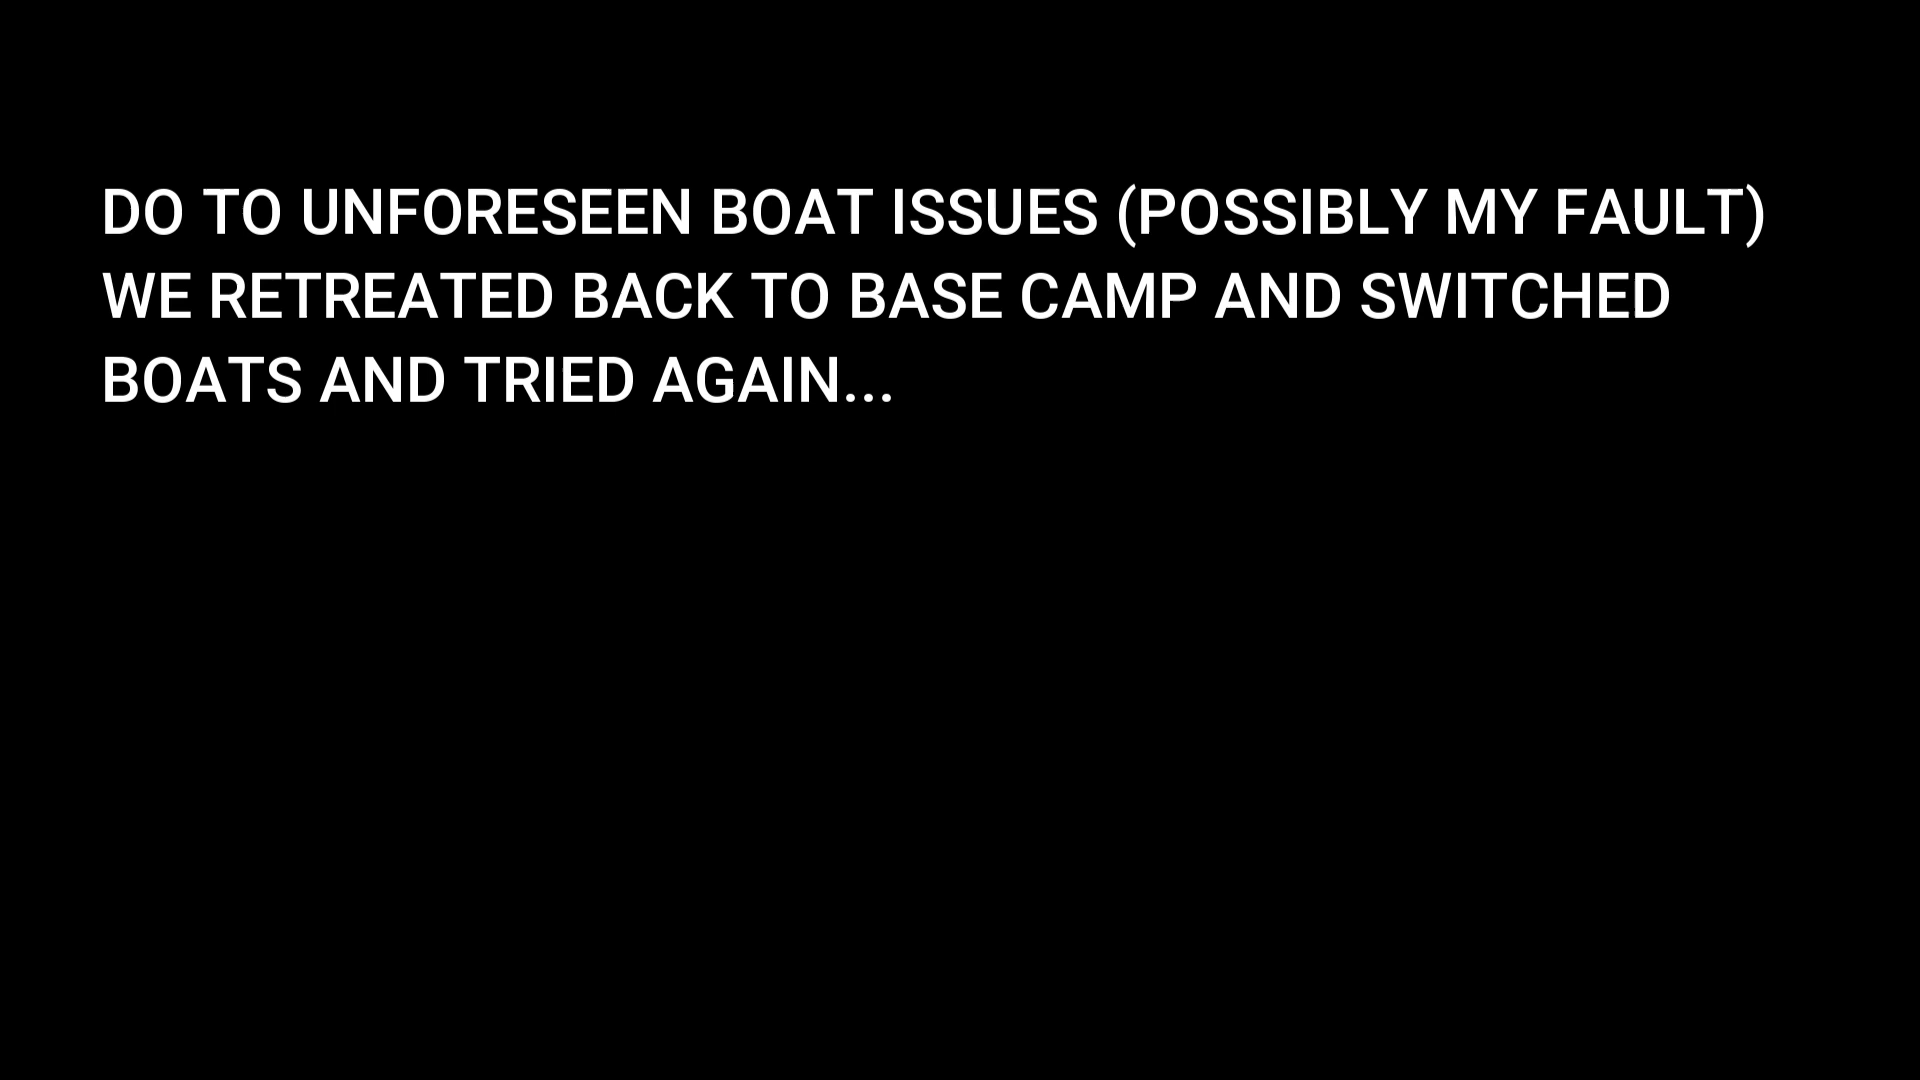 DO TO UNFORESEEN BOAT ISSUES (POSSIBLY MY FAULT)
WE RETREATED BACK TO BASE CAMP AND SWITCHED
BOATS AND TRIED AGAIN...